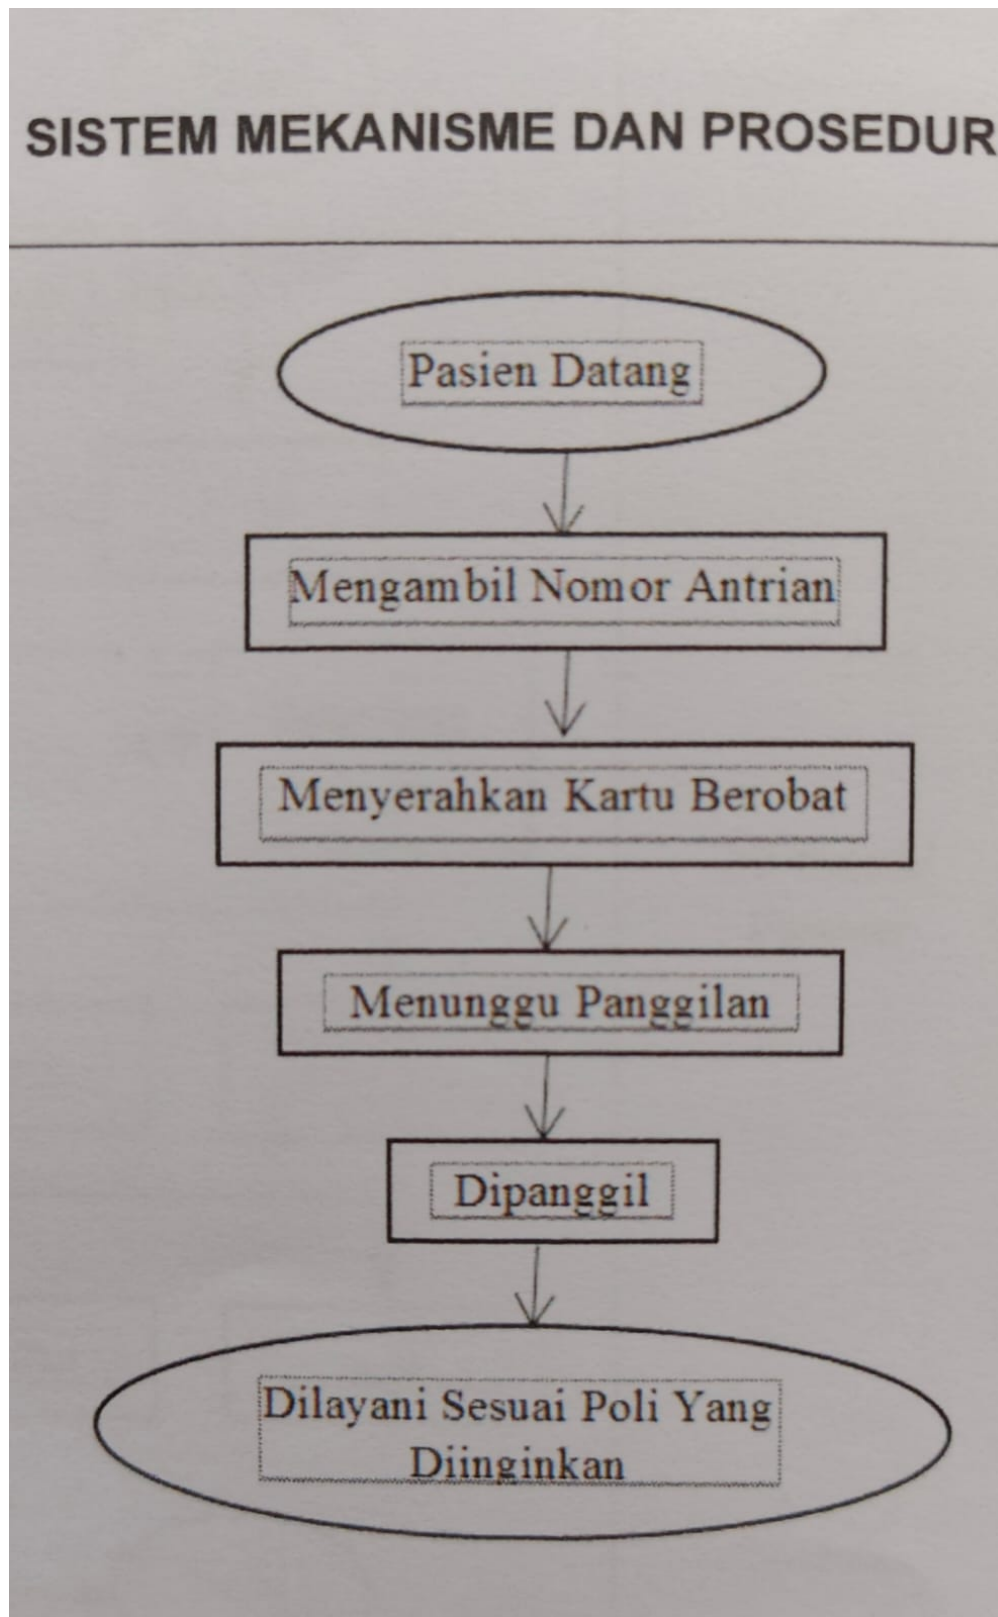 SISTEM MEKANISME DAN PROSEDUR
Pasien Datang
Mengambil Nomor Antrian
Menyerahkan Kartu Berobat
Menunggu Panggilan
Dipanggil
Dilayani Sesuai Poli Yang
Diinginkan